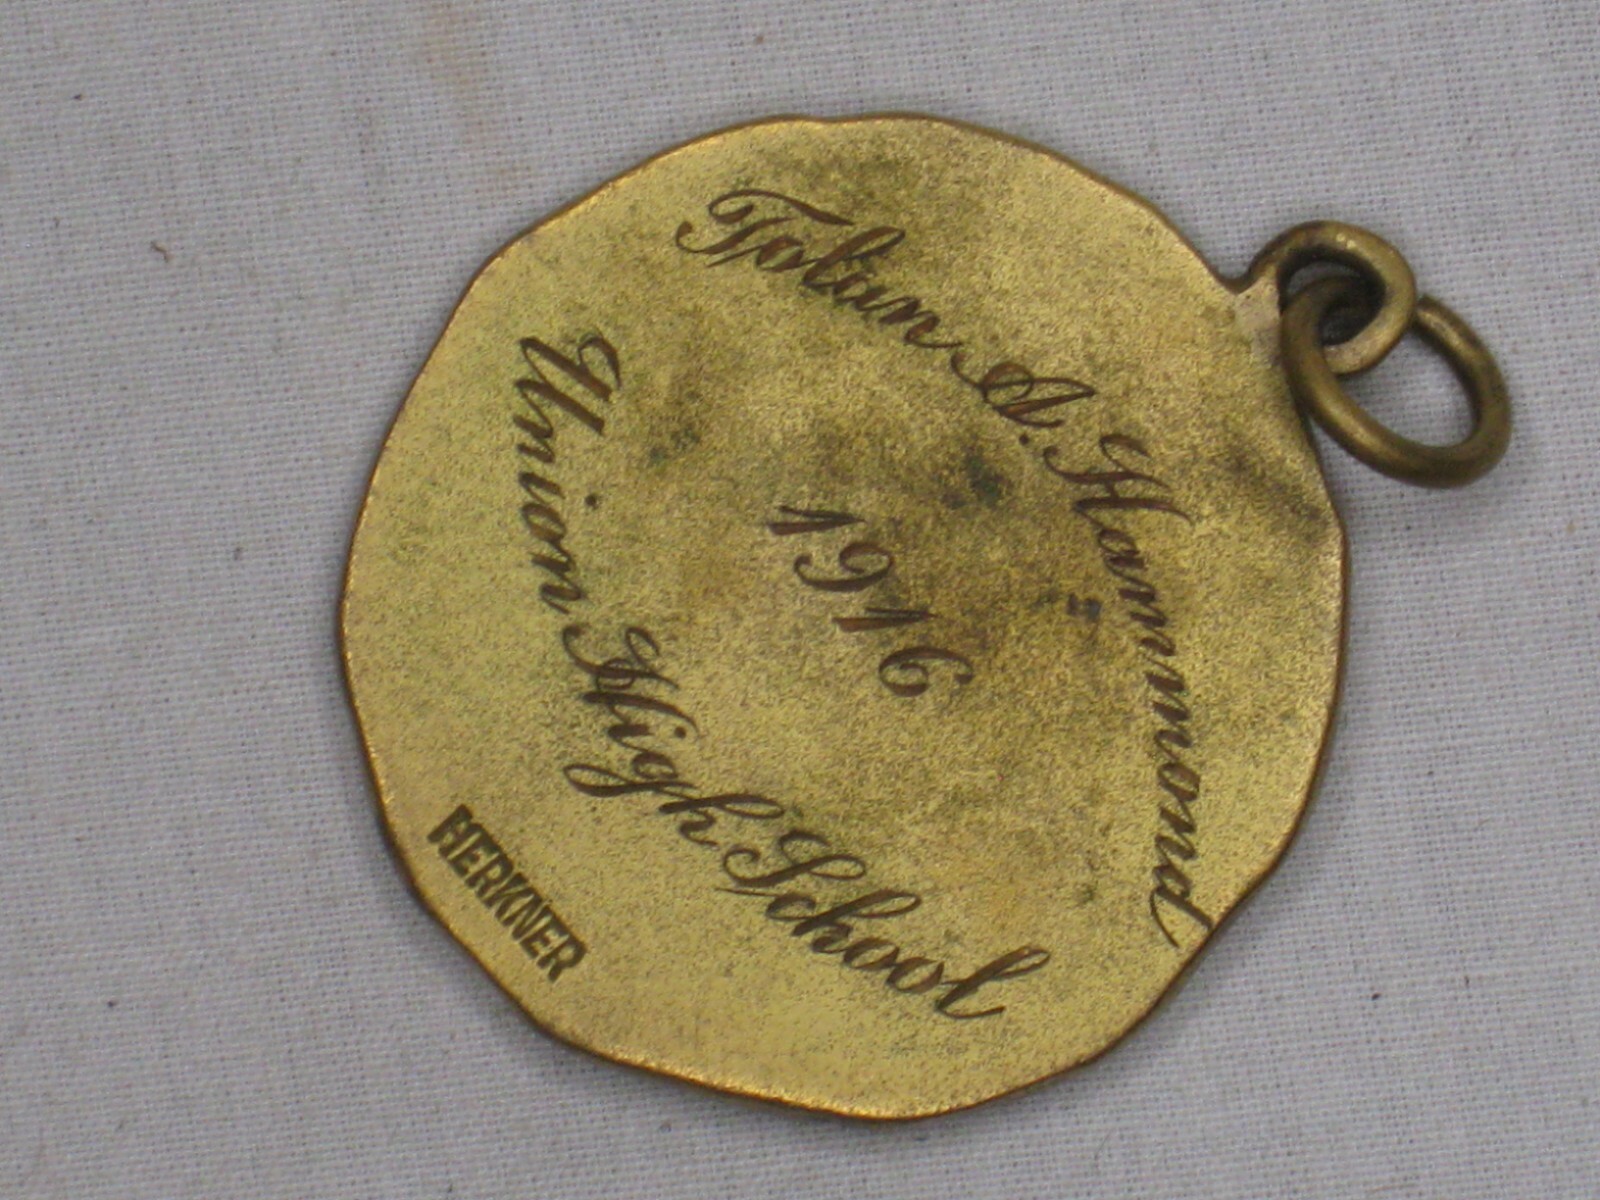 Tolan A. Hammond
1916
Union High School
HERKNER